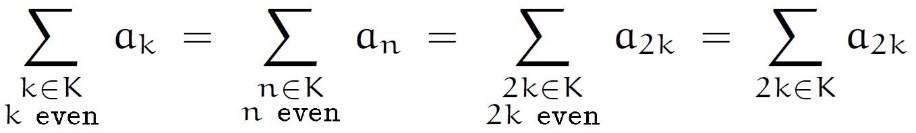 ∑ a_k = ∑ a_n = ∑ a_{2k} = ∑ a_{2k}
k∈K n∈K 2k∈K 2k∈K
k even n even 2k even